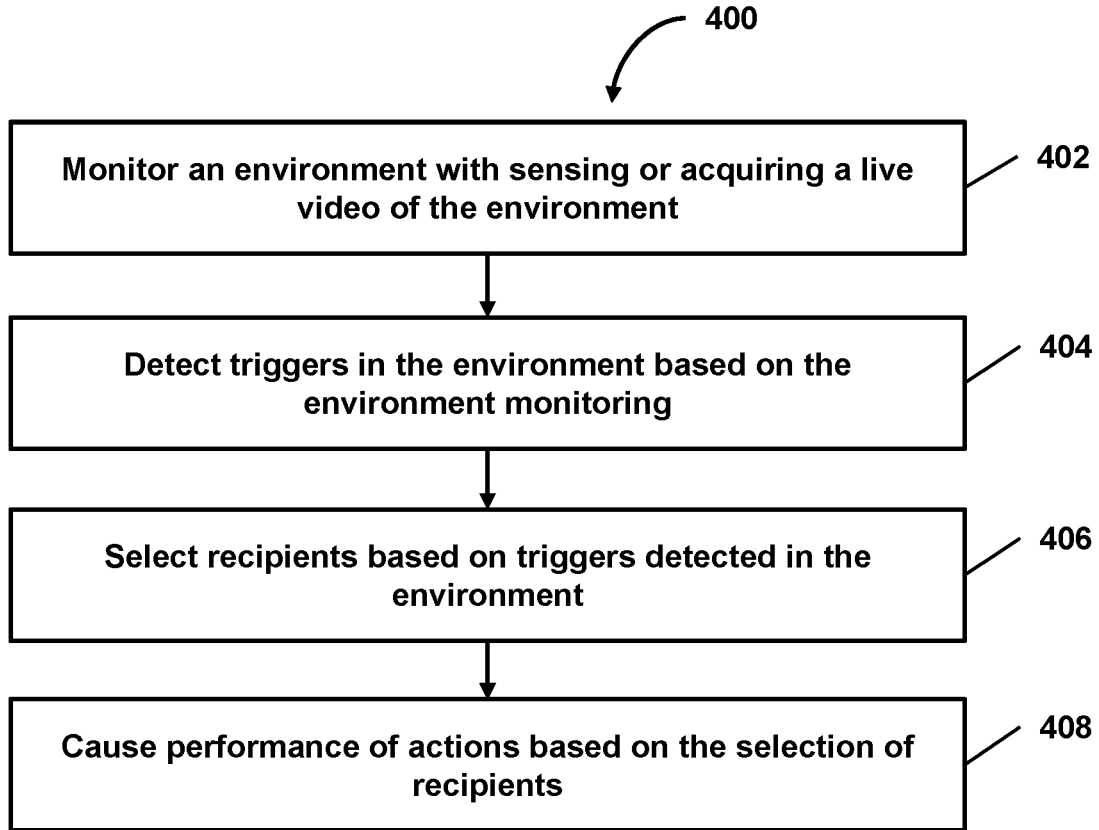 400
Monitor an environment with sensing or acquiring a live
video of the environment
402
Detect triggers in the environment based on the
environment monitoring
404
Select recipients based on triggers detected in the
environment
406
Cause performance of actions based on the selection of
recipients
408